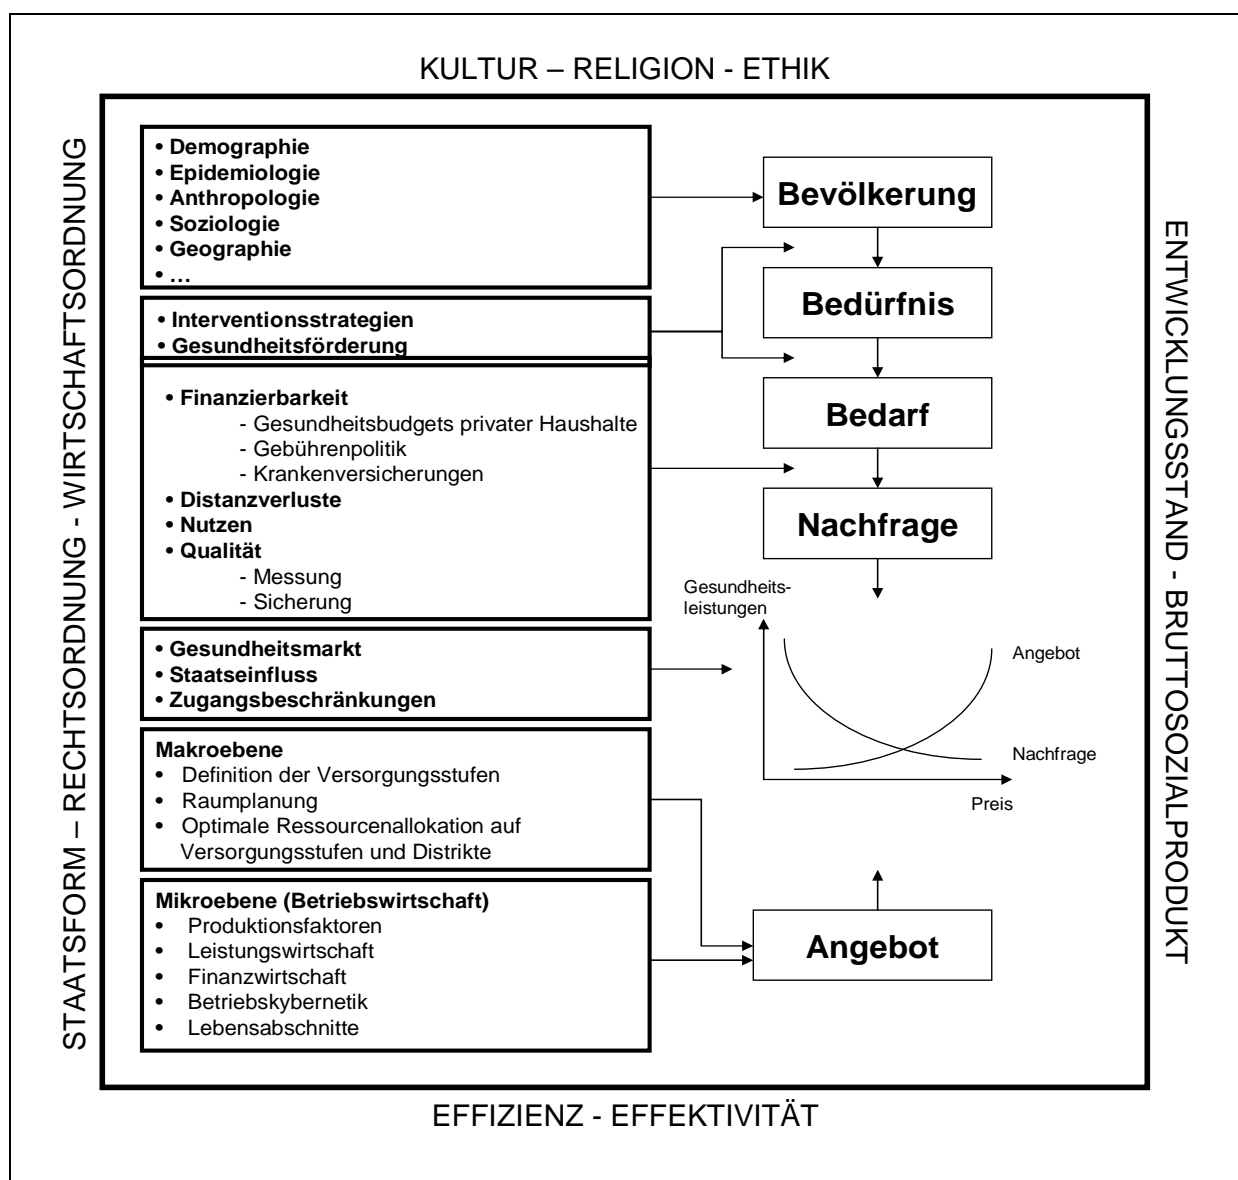 KULTUR – RELIGION - ETHIK
STAATSFORM – RECHTSORDNUNG - WIRTSCHAFTSORDNUNG
• Demographie
• Epidemiologie
• Anthropologie
• Soziologie
• Geographie
• ...
• Interventionsstrategien
• Gesundheitsförderung
• Finanzierbarkeit
- Gesundheitsbudgets privater Haushalte
- Gebührenpolitik
- Krankenversicherungen
• Distanzverluste
• Nutzen
• Qualität
- Messung
- Sicherung
• Gesundheitsmarkt
• Staatseinfluss
• Zugangsbeschränkungen
Makroebene
• Definition der Versorgungsstufen
• Raumplanung
• Optimale Ressourcenallokation auf
Versorgungsstufen und Distrikte
Mikroebene (Betriebswirtschaft)
• Produktionsfaktoren
• Leistungswirtschaft
• Finanzwirtschaft
• Betriebskybernetik
• Lebensabschnitte
Bevölkerung
Bedürfnis
Bedarf
Nachfrage
Gesundheits-
leistungen
Angebot
Nachfrage
Preis
Angebot
ENTWICKLUNGSSTAND - BRUTTOSOZIALPRODUKT
EFFIZIENZ - EFFEKTIVITÄT